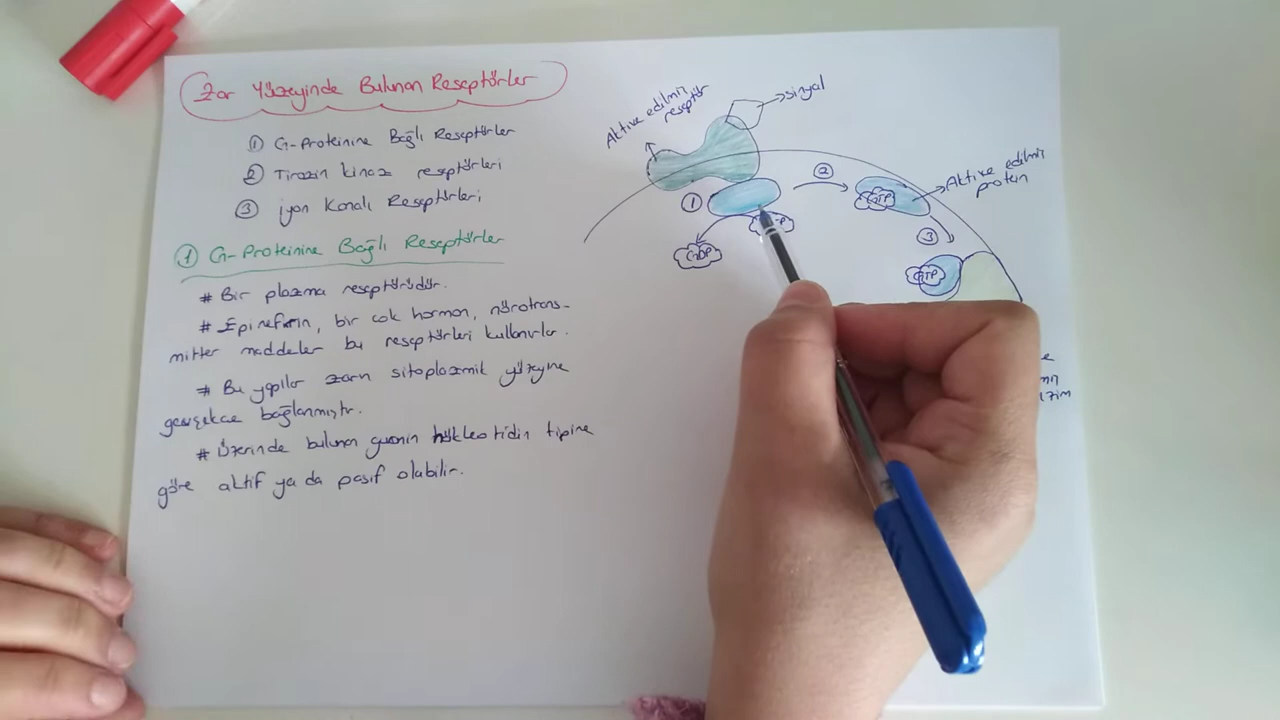 Zar Yüzeyinde Bulunan Reseptörler
① G-Proteinine Bağlı Reseptörler
② Tirozin kinaz reseptörleri
③ iyon Kanalı Reseptörleri
① G-Proteinine Bağlı Reseptörler
# Bir plazma reseptörüdür.
# Epinefrin, bir çok hormon, nörotrans-
mitter maddeler bu reseptörleri kullanırlar.
# Bu yapılar zarın sitoplazmik yüzeyine
gevşekçe bağlanmıştır.
# Üzerinde bulunan guanin nükleotidin tipine
göre aktif ya da pasif olabilir.
Aktive edilmiş
reseptör
sinyal
①
GDP
②
GTP
Aktive edilmiş
protein
③
GTP